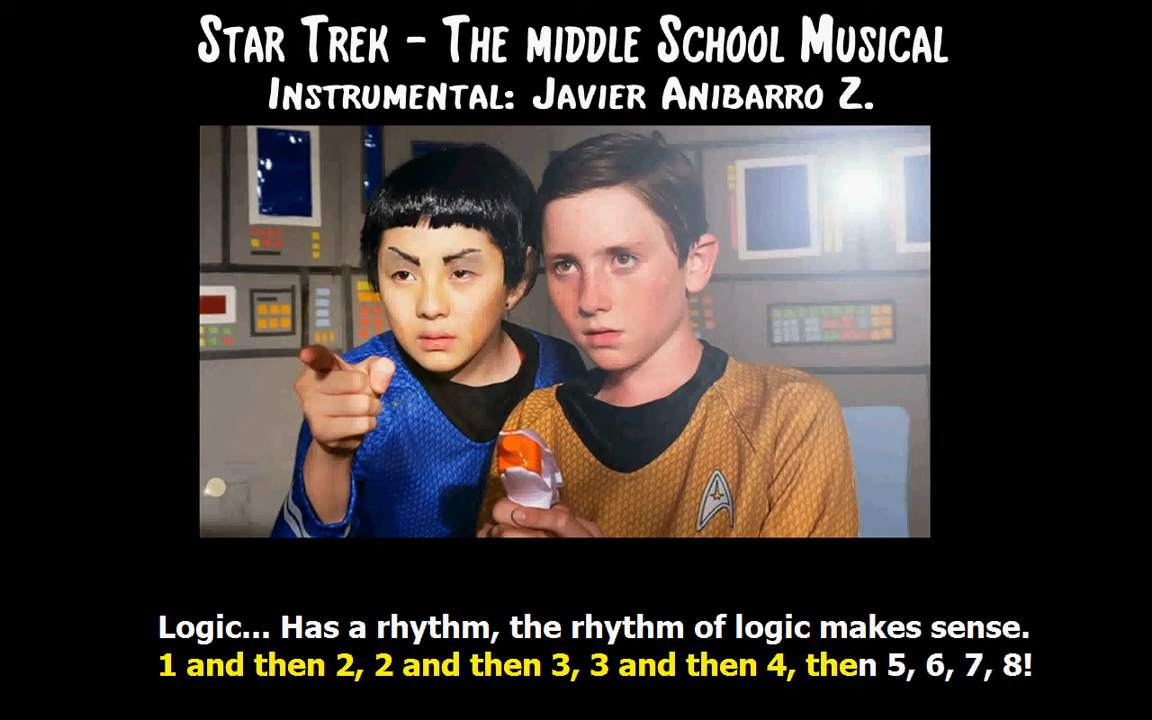 Star Trek - The middle School Musical
Instrumental: Javier Anibarro Z.
Logic... Has a rhythm, the rhythm of logic makes sense.
1 and then 2, 2 and then 3, 3 and then 4, then 5, 6, 7, 8!